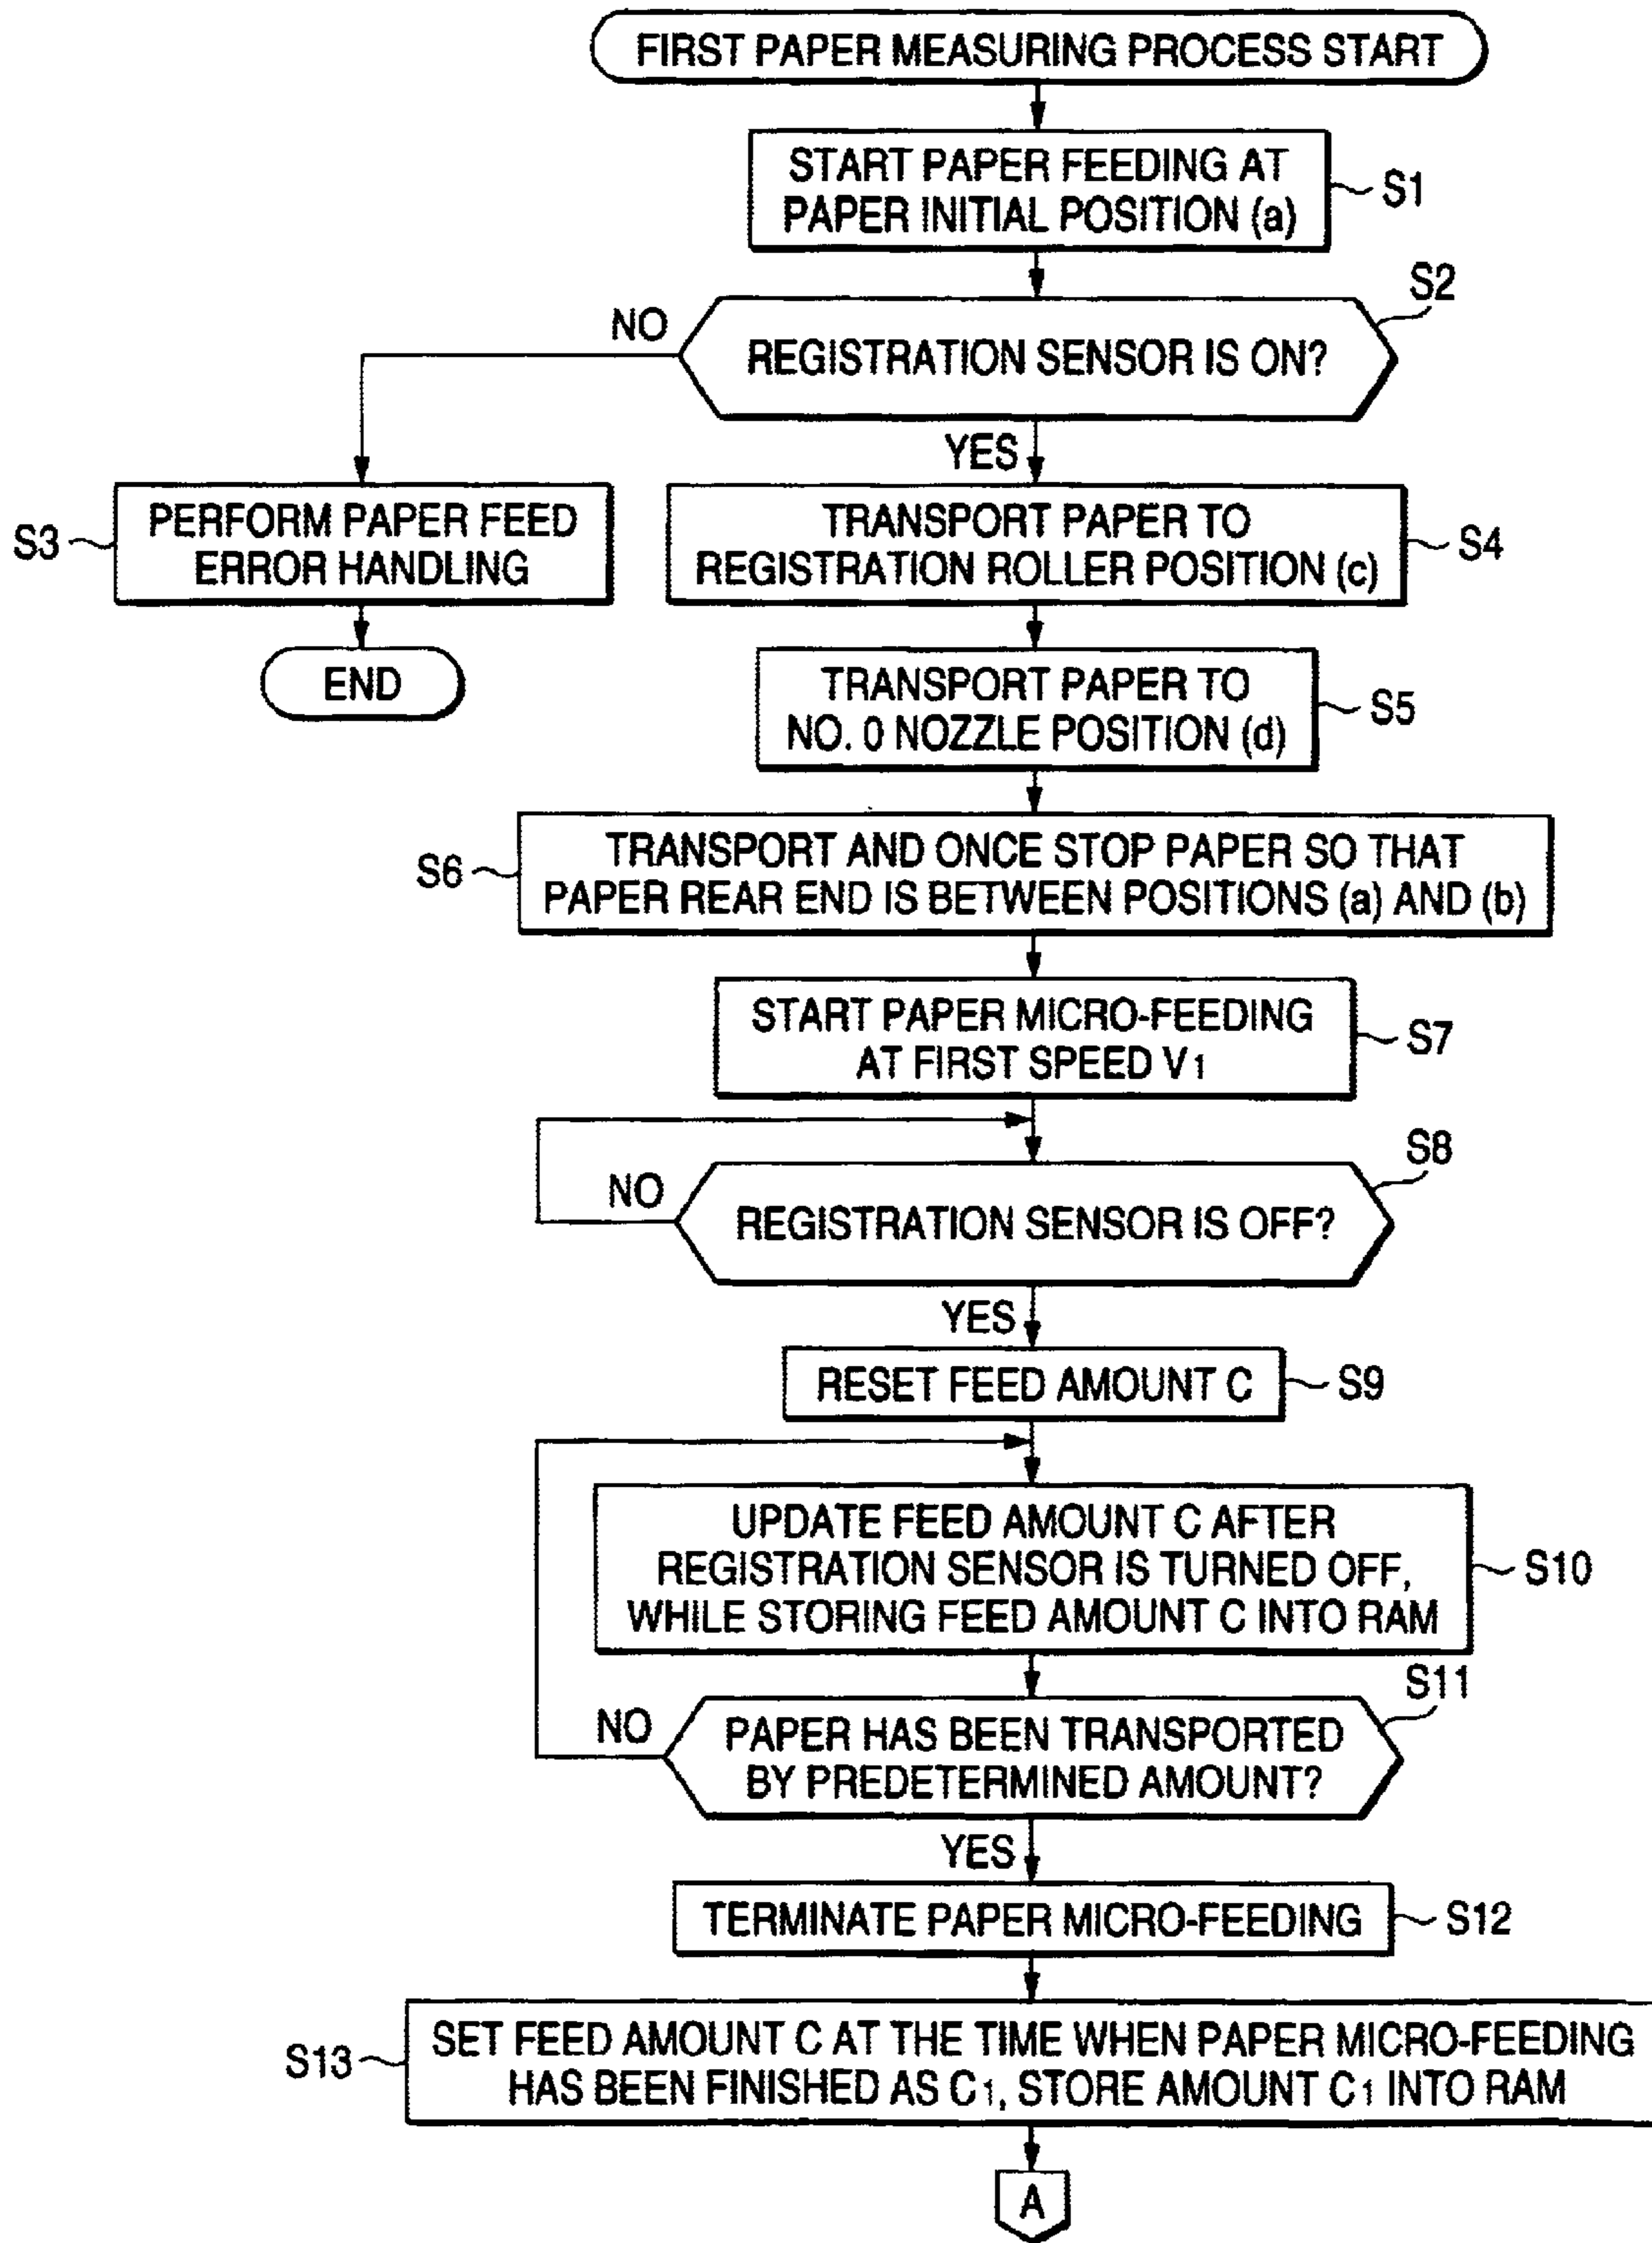 FIRST PAPER MEASURING PROCESS START
START PAPER FEEDING AT
PAPER INITIAL POSITION (a)
S1
S2
NO
REGISTRATION SENSOR IS ON?
YES
S3
PERFORM PAPER FEED
ERROR HANDLING
TRANSPORT PAPER TO
REGISTRATION ROLLER POSITION (c)
S4
END
TRANSPORT PAPER TO
NO. 0 NOZZLE POSITION (d)
S5
S6
TRANSPORT AND ONCE STOP PAPER SO THAT
PAPER REAR END IS BETWEEN POSITIONS (a) AND (b)
START PAPER MICRO-FEEDING
AT FIRST SPEED V1
S7
S8
NO
REGISTRATION SENSOR IS OFF?
YES
RESET FEED AMOUNT C
S9
UPDATE FEED AMOUNT C AFTER
REGISTRATION SENSOR IS TURNED OFF,
WHILE STORING FEED AMOUNT C INTO RAM
S10
S11
NO
PAPER HAS BEEN TRANSPORTED
BY PREDETERMINED AMOUNT?
YES
TERMINATE PAPER MICRO-FEEDING
S12
S13
SET FEED AMOUNT C AT THE TIME WHEN PAPER MICRO-FEEDING
HAS BEEN FINISHED AS C1, STORE AMOUNT C1 INTO RAM
A